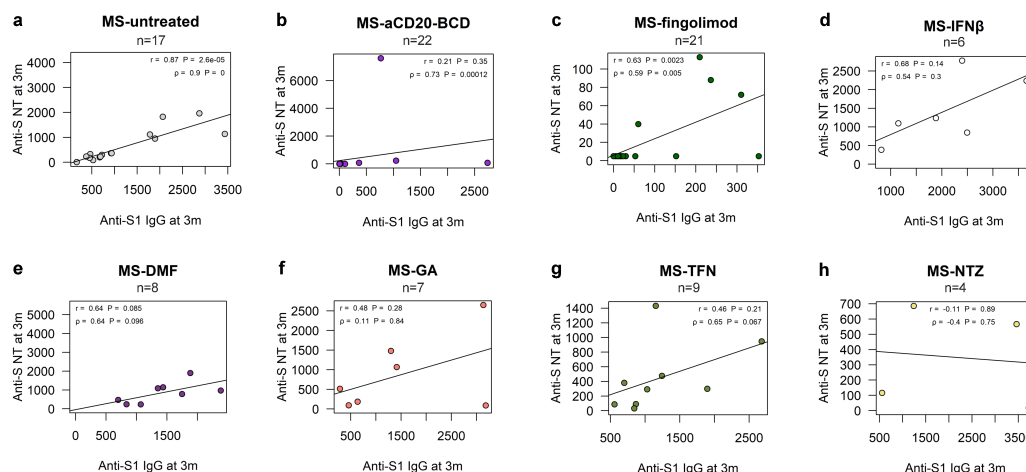 a
MS-untreated
n=17
r = 0.87 P = 2.6e-05
ρ = 0.9 P = 0
Anti-S NT at 3m
4000
3000
2000
1000
0
500
1500
2500
3500
Anti-S1 IgG at 3m
b
MS-aCD20-BCD
n=22
r = 0.21 P = 0.35
ρ = 0.73 P = 0.00012
Anti-S NT at 3m
6000
4000
2000
0
0
500
1500
2500
Anti-S1 IgG at 3m
c
MS-fingolimod
n=21
r = 0.63 P = 0.0023
ρ = 0.59 P = 0.005
Anti-S NT at 3m
120
80
60
40
20
0
0
100
200
300
Anti-S1 IgG at 3m
d
MS-IFNβ
n=6
r = 0.68 P = 0.14
ρ = 0.54 P = 0.3
Anti-S NT at 3m
2500
2000
1500
1000
500
0
1000
2000
3000
Anti-S1 IgG at 3m
e
MS-DMF
n=8
r = 0.64 P = 0.085
ρ = 0.64 P = 0.096
Anti-S NT at 3m
5000
4000
3000
2000
1000
0
0
500
1500
Anti-S1 IgG at 3m
f
MS-GA
n=7
r = 0.48 P = 0.28
ρ = 0.11 P = 0.84
Anti-S NT at 3m
2500
2000
1500
1000
500
0
500
1500
2500
Anti-S1 IgG at 3m
g
MS-TFN
n=9
r = 0.46 P = 0.21
ρ = 0.65 P = 0.067
Anti-S NT at 3m
1400
1000
800
600
400
200
0
500
1500
2500
Anti-S1 IgG at 3m
h
MS-NTZ
n=4
r = -0.11 P = 0.89
ρ = -0.4 P = 0.75
Anti-S NT at 3m
700
600
500
400
300
200
100
0
500
1500
2500
3500
Anti-S1 IgG at 3m